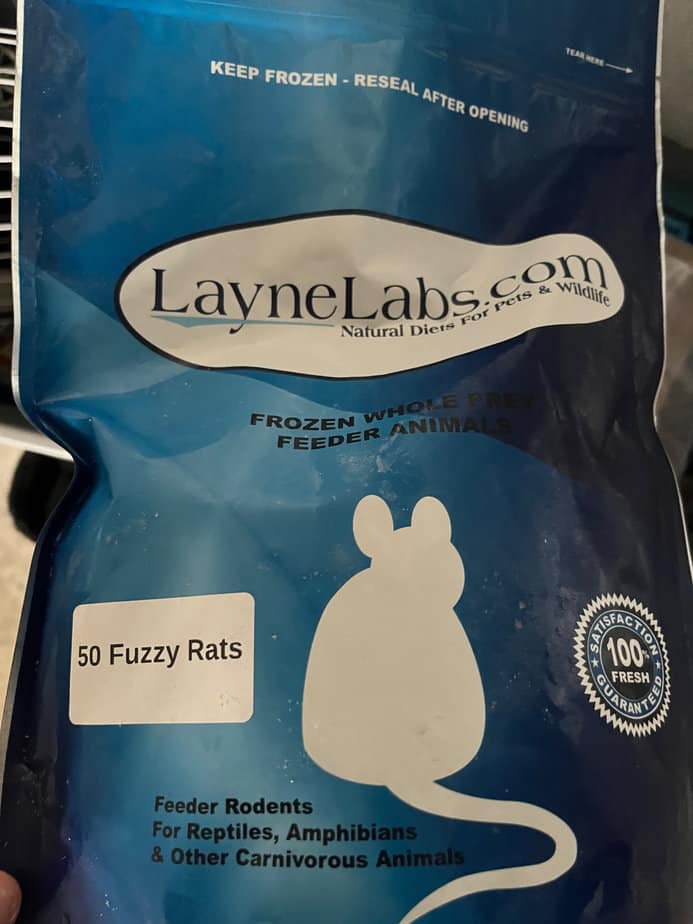 TEAR HERE
KEEP FROZEN - RESEAL AFTER OPENING
LayneLabs.com
Natural Diets For Pets & Wildlife
FROZEN WHOLE PREY
FEEDER ANIMALS
50 Fuzzy Rats
SATISFACTION
100%
FRESH
GUARANTEED
Feeder Rodents
For Reptiles, Amphibians
& Other Carnivorous Animals